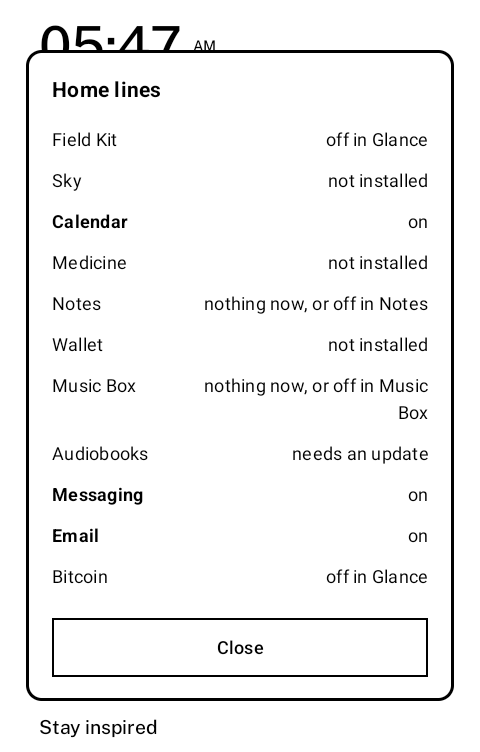 05:47 AM
Home lines
Field Kit off in Glance
Sky not installed
Calendar on
Medicine not installed
Notes nothing now, or off in Notes
Wallet not installed
Music Box nothing now, or off in Music
Box
Audiobooks needs an update
Messaging on
Email on
Bitcoin off in Glance
Close
Stay inspired